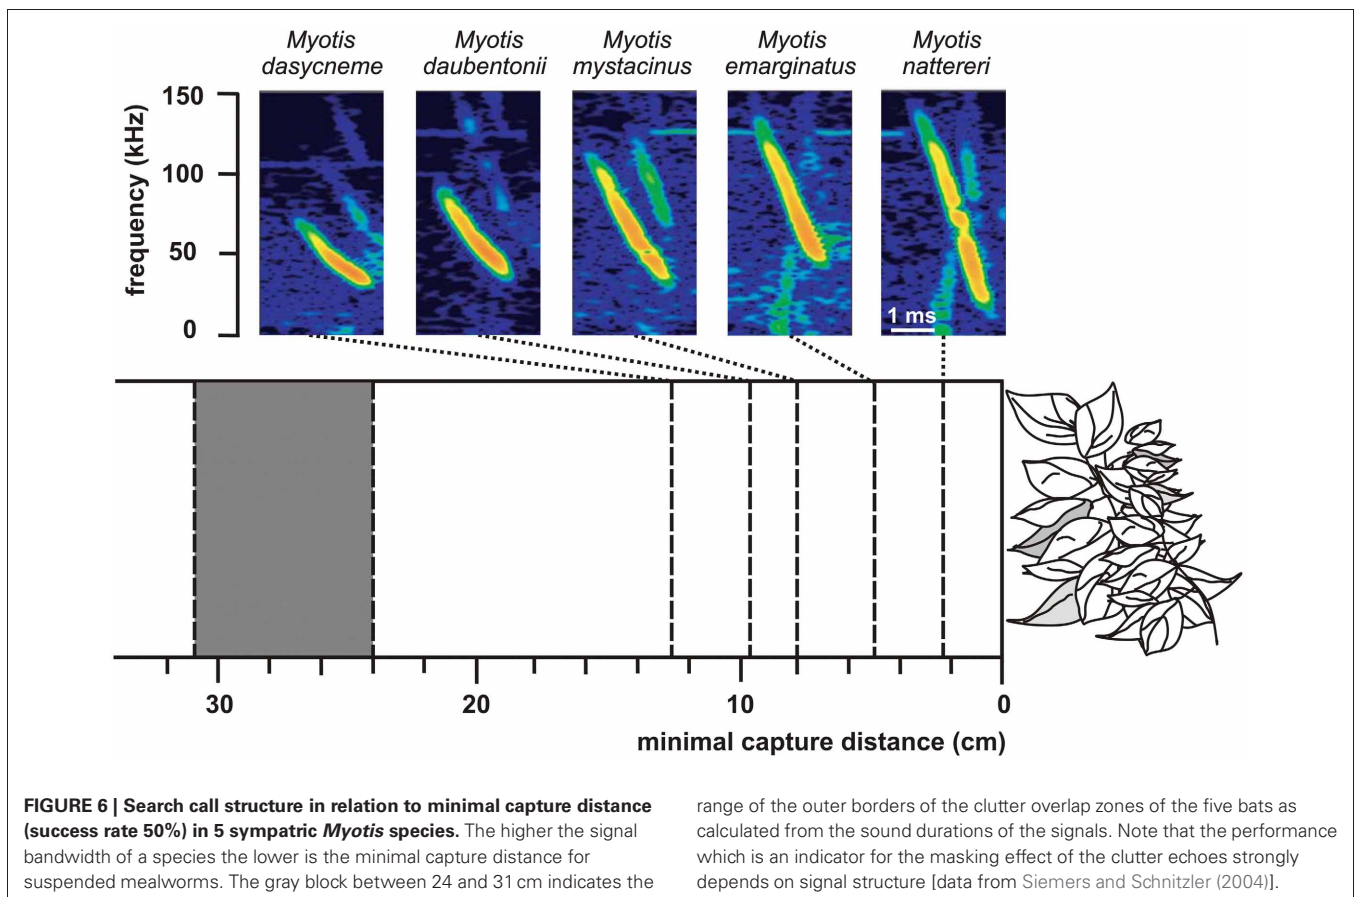 Myotis dasycneme
Myotis daubentonii
Myotis mystacinus
Myotis emarginatus
Myotis nattereri
frequency (kHz)
150
100
50
0
1 ms
30
20
10
0
minimal capture distance (cm)
FIGURE 6 | Search call structure in relation to minimal capture distance
(success rate 50%) in 5 sympatric Myotis species. The higher the signal
bandwidth of a species the lower is the minimal capture distance for
suspended mealworms. The gray block between 24 and 31 cm indicates the
range of the outer borders of the clutter overlap zones of the five bats as
calculated from the sound durations of the signals. Note that the performance
which is an indicator for the masking effect of the clutter echoes strongly
depends on signal structure [data from Siemers and Schnitzler (2004)].